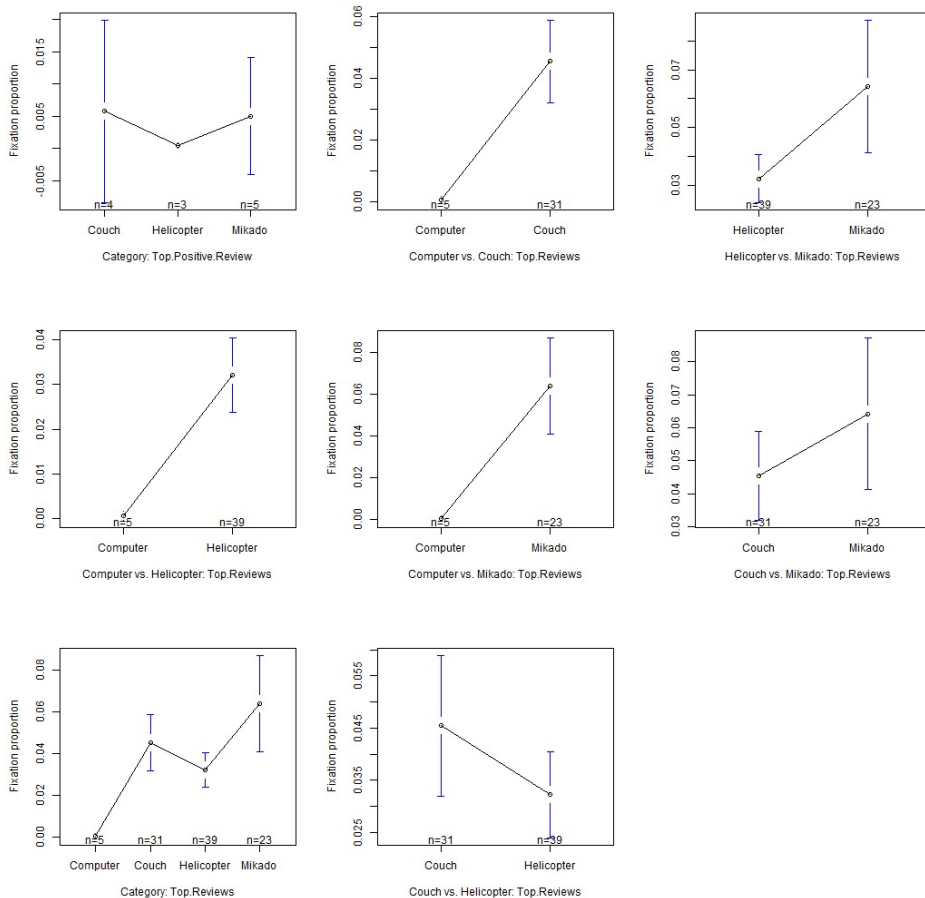 Fixation proportion
0.015
0.005
-0.005
n=4 n=3 n=5
Couch Helicopter Mikado
Category: Top.Positive.Review
Fixation proportion
0.06
0.04
0.02
0.00
n=5 n=31
Computer Couch
Computer vs. Couch: Top.Reviews
Fixation proportion
0.07
0.05
0.03
n=39 n=23
Helicopter Mikado
Helicopter vs. Mikado: Top.Reviews
Fixation proportion
0.04
0.03
0.02
0.01
0.00
n=5 n=39
Computer Helicopter
Computer vs. Helicopter: Top.Reviews
Fixation proportion
0.08
0.06
0.04
0.02
0.00
n=5 n=23
Computer Mikado
Computer vs. Mikado: Top.Reviews
Fixation proportion
0.08
0.07
0.06
0.05
0.04
0.03
n=31 n=23
Couch Mikado
Couch vs. Mikado: Top.Reviews
Fixation proportion
0.08
0.06
0.04
0.02
0.00
n=5 n=31 n=39 n=23
Computer Couch Helicopter Mikado
Category: Top.Reviews
Fixation proportion
0.055
0.045
0.035
0.025
n=31 n=39
Couch Helicopter
Couch vs. Helicopter: Top.Reviews